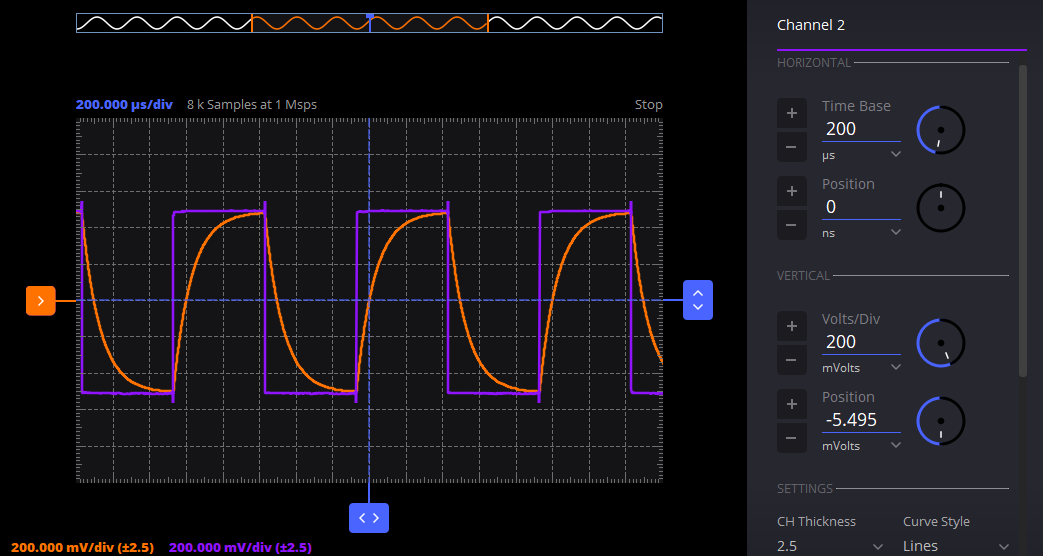 Channel 2
HORIZONTAL
200.000 µs/div 8 k Samples at 1 Msps Stop
Time Base
200
µs
Position
0
ns
VERTICAL
Volts/Div
200
mVolts
Position
-5.495
mVolts
SETTINGS
CH Thickness Curve Style
2.5 Lines
200.000 mV/div (±2.5) 200.000 mV/div (±2.5)